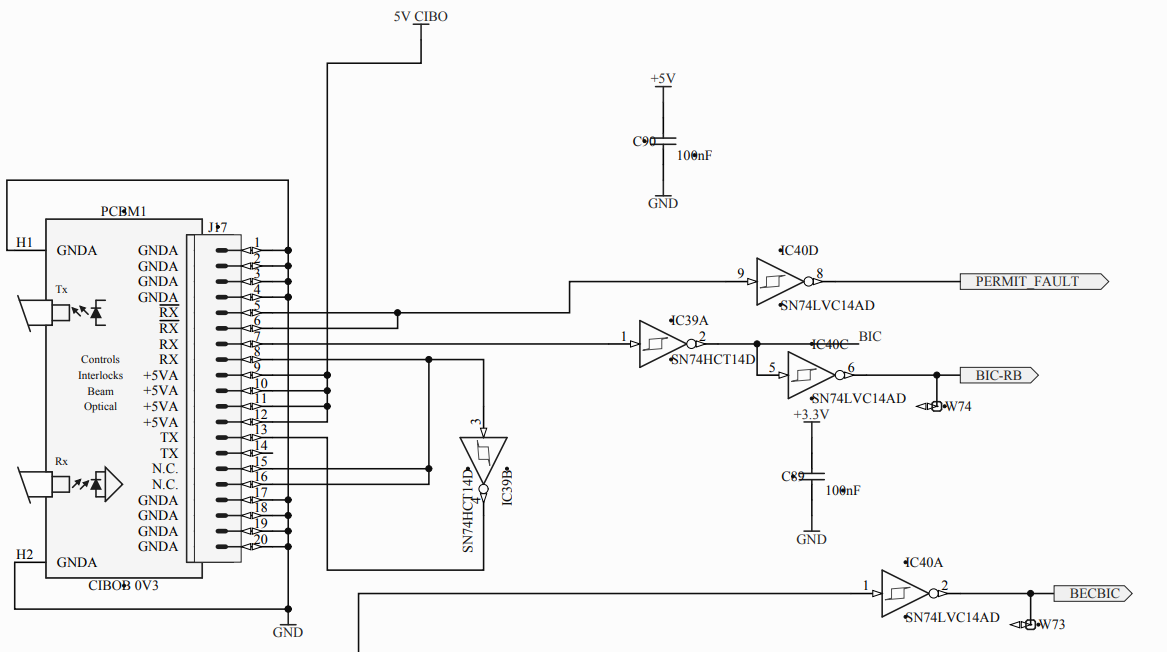 5V CIBO
+5V
C90
100nF
GND
PCBM1
J17
H1
GNDA
GNDA 1
GNDA 2
GNDA 3
GNDA 4
Tx
RX 5
RX 6
RX 7
Controls RX 8
Interlocks +5VA 9
Beam +5VA 10
Optical +5VA 11
+5VA 12
TX 13
TX 14
Rx
N.C. 15
N.C. 16
GNDA 17
GNDA 18
GNDA 19
GNDA 20
H2
GNDA
CIBOB 0V3
GND
IC40D
9 8
SN74LVC14AD
PERMIT_FAULT
IC39A
1 2
SN74HCT14D
BIC
IC40C
5 6
SN74LVC14AD
BIC-RB
W74
3
4
SN74HCT14D
IC39B
+3.3V
C89
100nF
GND
IC40A
1 2
SN74LVC14AD
BECBIC
W73